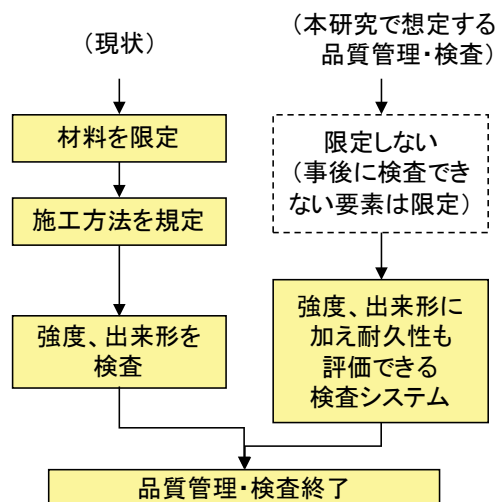 （現状）
材料を限定
施工方法を規定
強度、出来形を
検査
（本研究で想定する
品質管理・検査）
限定しない
（事後に検査でき
ない要素は限定）
強度、出来形に
加え耐久性も
評価できる
検査システム
品質管理・検査終了